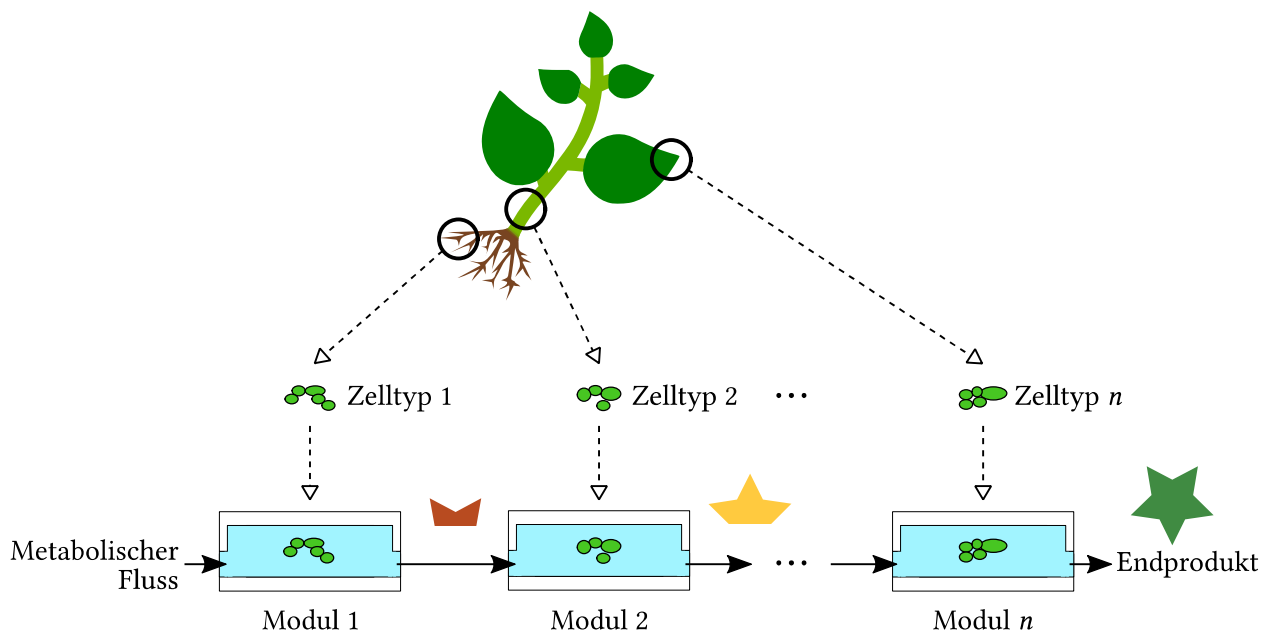 Zelltyp 1
Zelltyp 2
...
Zelltyp n
Metabolischer
Fluss
...
Endprodukt
Modul 1
Modul 2
Modul n